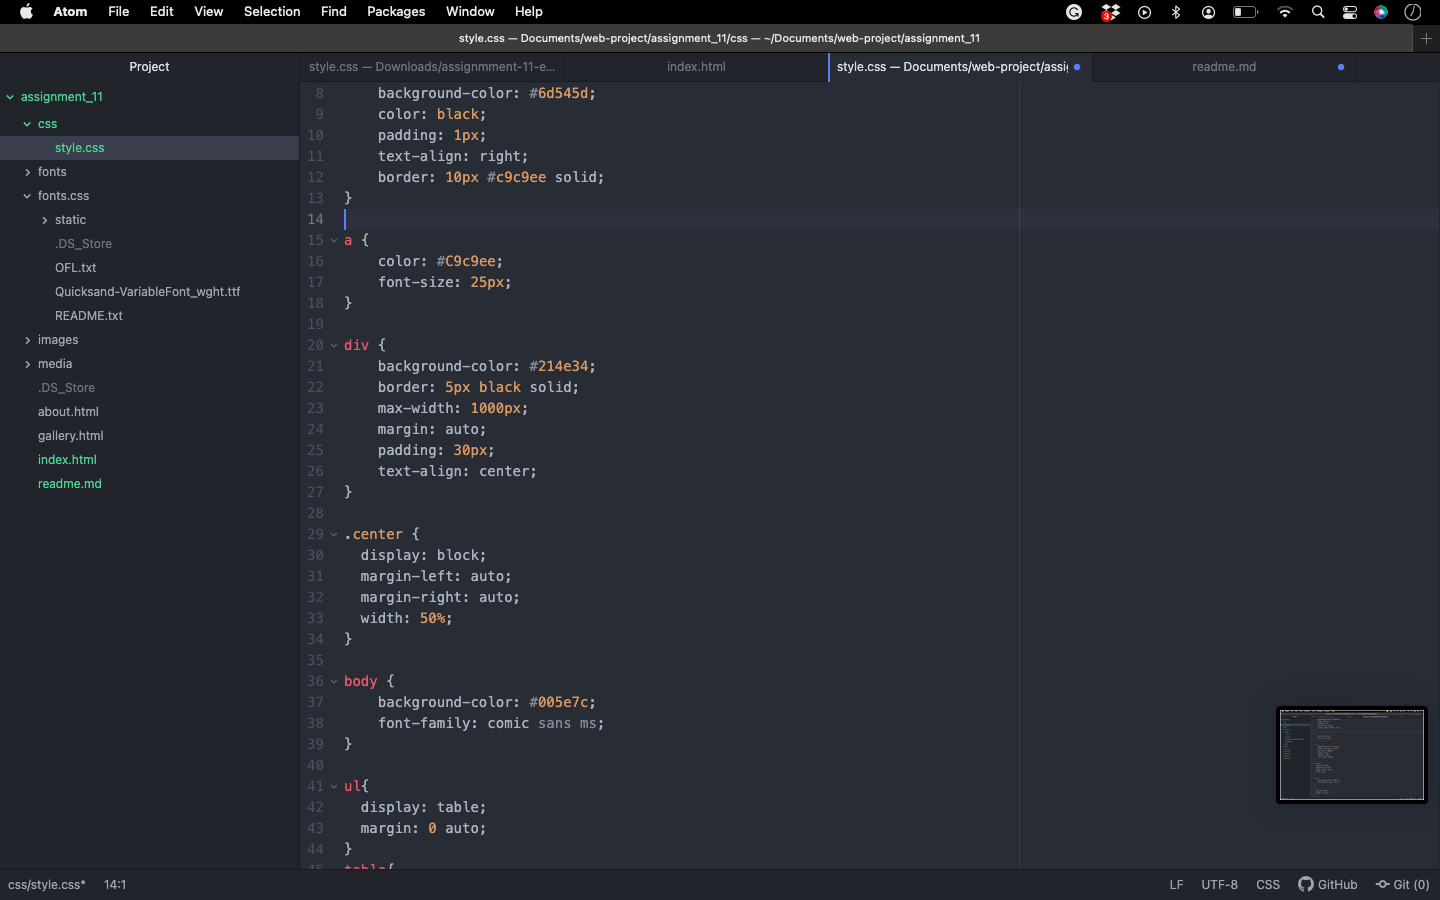 Atom File Edit View Selection Find Packages Window Help
3
style.css — Documents/web-project/assignment_11/css — ~/Documents/web-project/assignment_11
Project
style.css — Downloads/assignmment-11-e...
index.html
style.css — Documents/web-project/assi
readme.md
assignment_11
css
style.css
fonts
fonts.css
static
.DS_Store
OFL.txt
Quicksand-VariableFont_wght.ttf
README.txt
images
media
.DS_Store
about.html
gallery.html
index.html
readme.md
8 background-color: #6d545d;
9 color: black;
10 padding: 1px;
11 text-align: right;
12 border: 10px #c9c9ee solid;
13 }
14
15 a {
16 color: #C9c9ee;
17 font-size: 25px;
18 }
19
20 div {
21 background-color: #214e34;
22 border: 5px black solid;
23 max-width: 1000px;
24 margin: auto;
25 padding: 30px;
26 text-align: center;
27 }
28
29 .center {
30 display: block;
31 margin-left: auto;
32 margin-right: auto;
33 width: 50%;
34 }
35
36 body {
37 background-color: #005e7c;
38 font-family: comic sans ms;
39 }
40
41 ul{
42 display: table;
43 margin: 0 auto;
44 }
45 table{
css/style.css* 14:1
LF UTF-8 CSS GitHub Git (0)